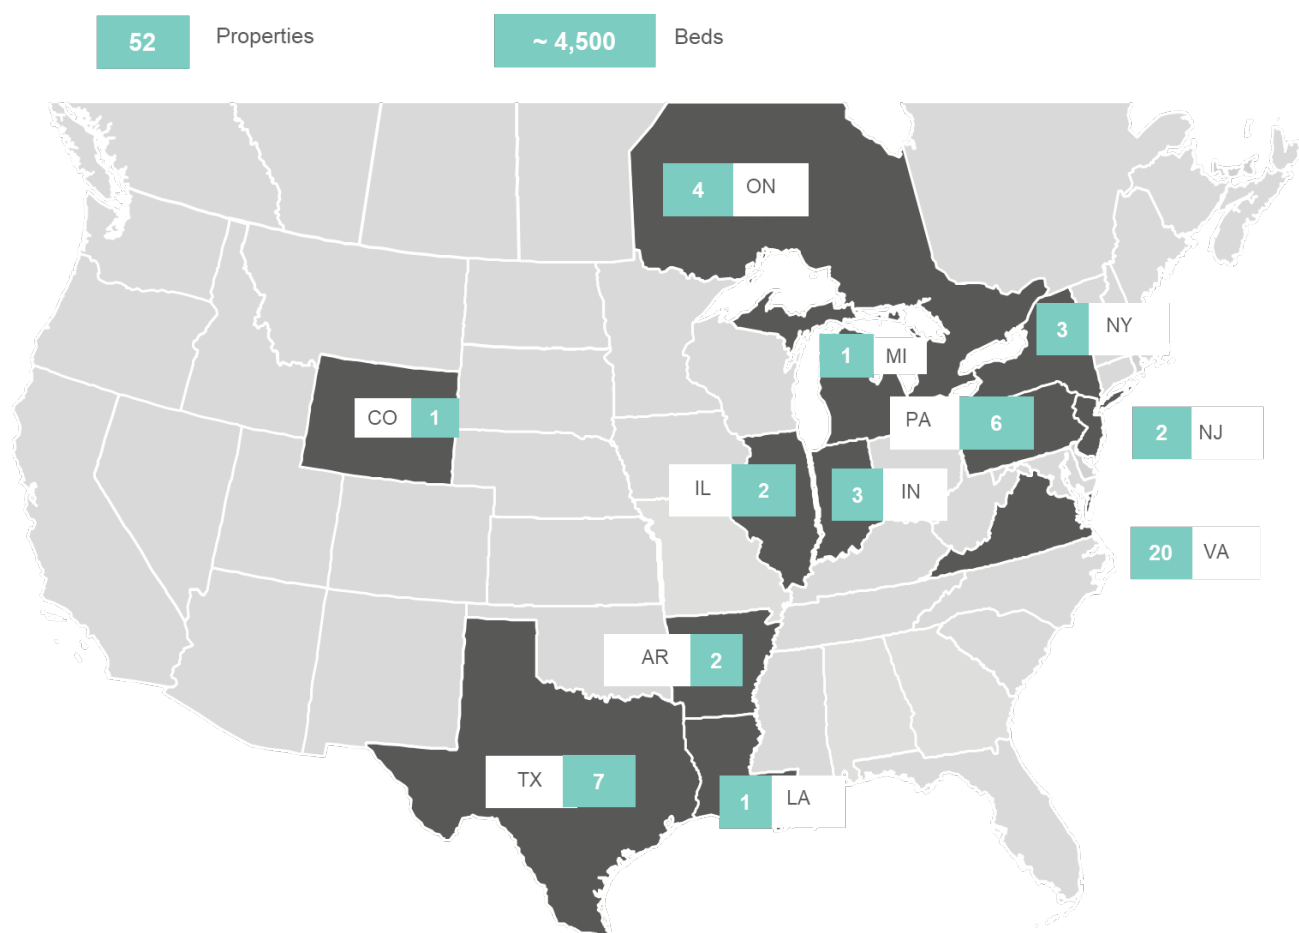 52 Properties ~ 4,500 Beds
4 ON
3 NY
1 MI
CO 1
PA 6
2 NJ
IL 2
3 IN
20 VA
AR 2
TX 7
1 LA